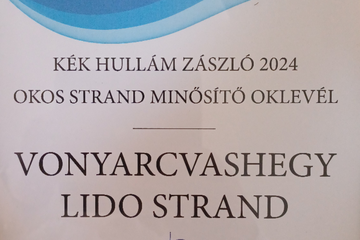 KÉK HULLÁM ZÁSZLÓ 2024
OKOS STRAND MINŐSÍTŐ OKLEVÉL
VONYARCVASHEGY
LIDO STRAND